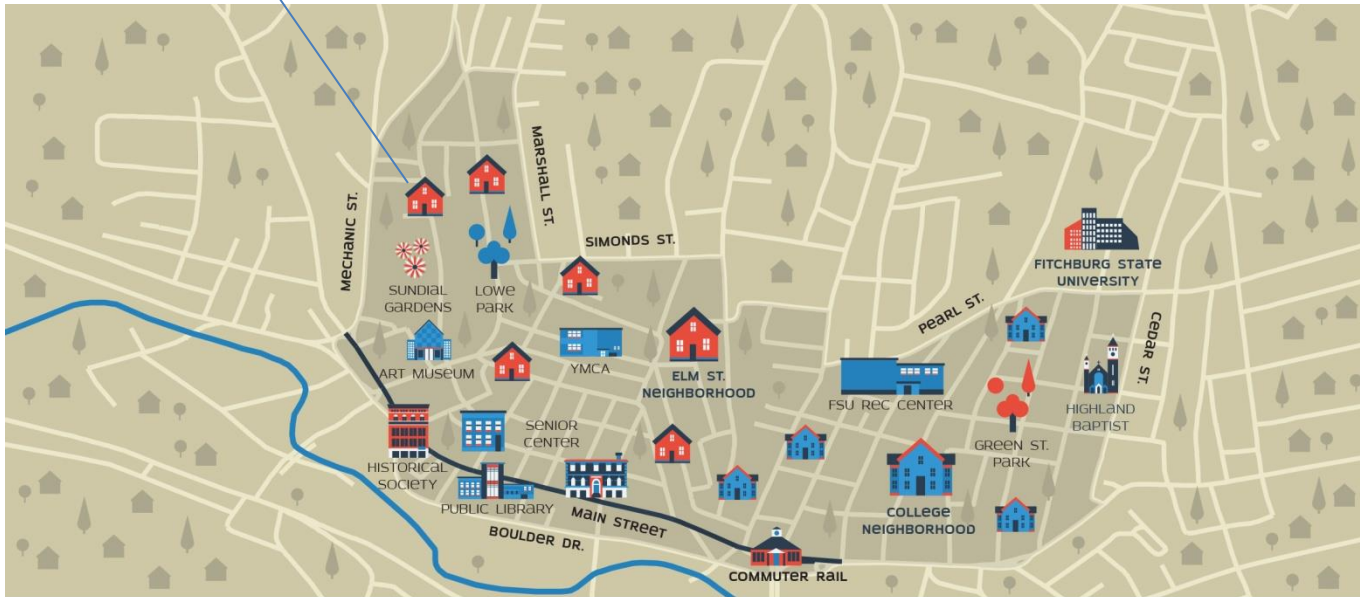 MECHANIC ST.
MARSHALL ST.
SIMONDS ST.
SUNDIAL
GARDENS
LOWE
PARK
FITCHBURG STATE
UNIVERSITY
PEARL ST.
CEDAR ST.
ART MUSEUM
YMCA
ELM ST.
NEIGHBORHOOD
FSU REC CENTER
HIGHLAND
BAPTIST
GREEN ST.
PARK
SENIOR
CENTER
HISTORICAL
SOCIETY
PUBLIC LIBRARY
MAIN STREET
BOULDER DR.
COLLEGE
NEIGHBORHOOD
COMMUTER RAIL